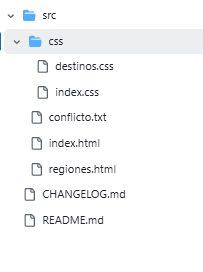 src
css
destinos.css
index.css
conflicto.txt
index.html
regiones.html
CHANGELOG.md
README.md